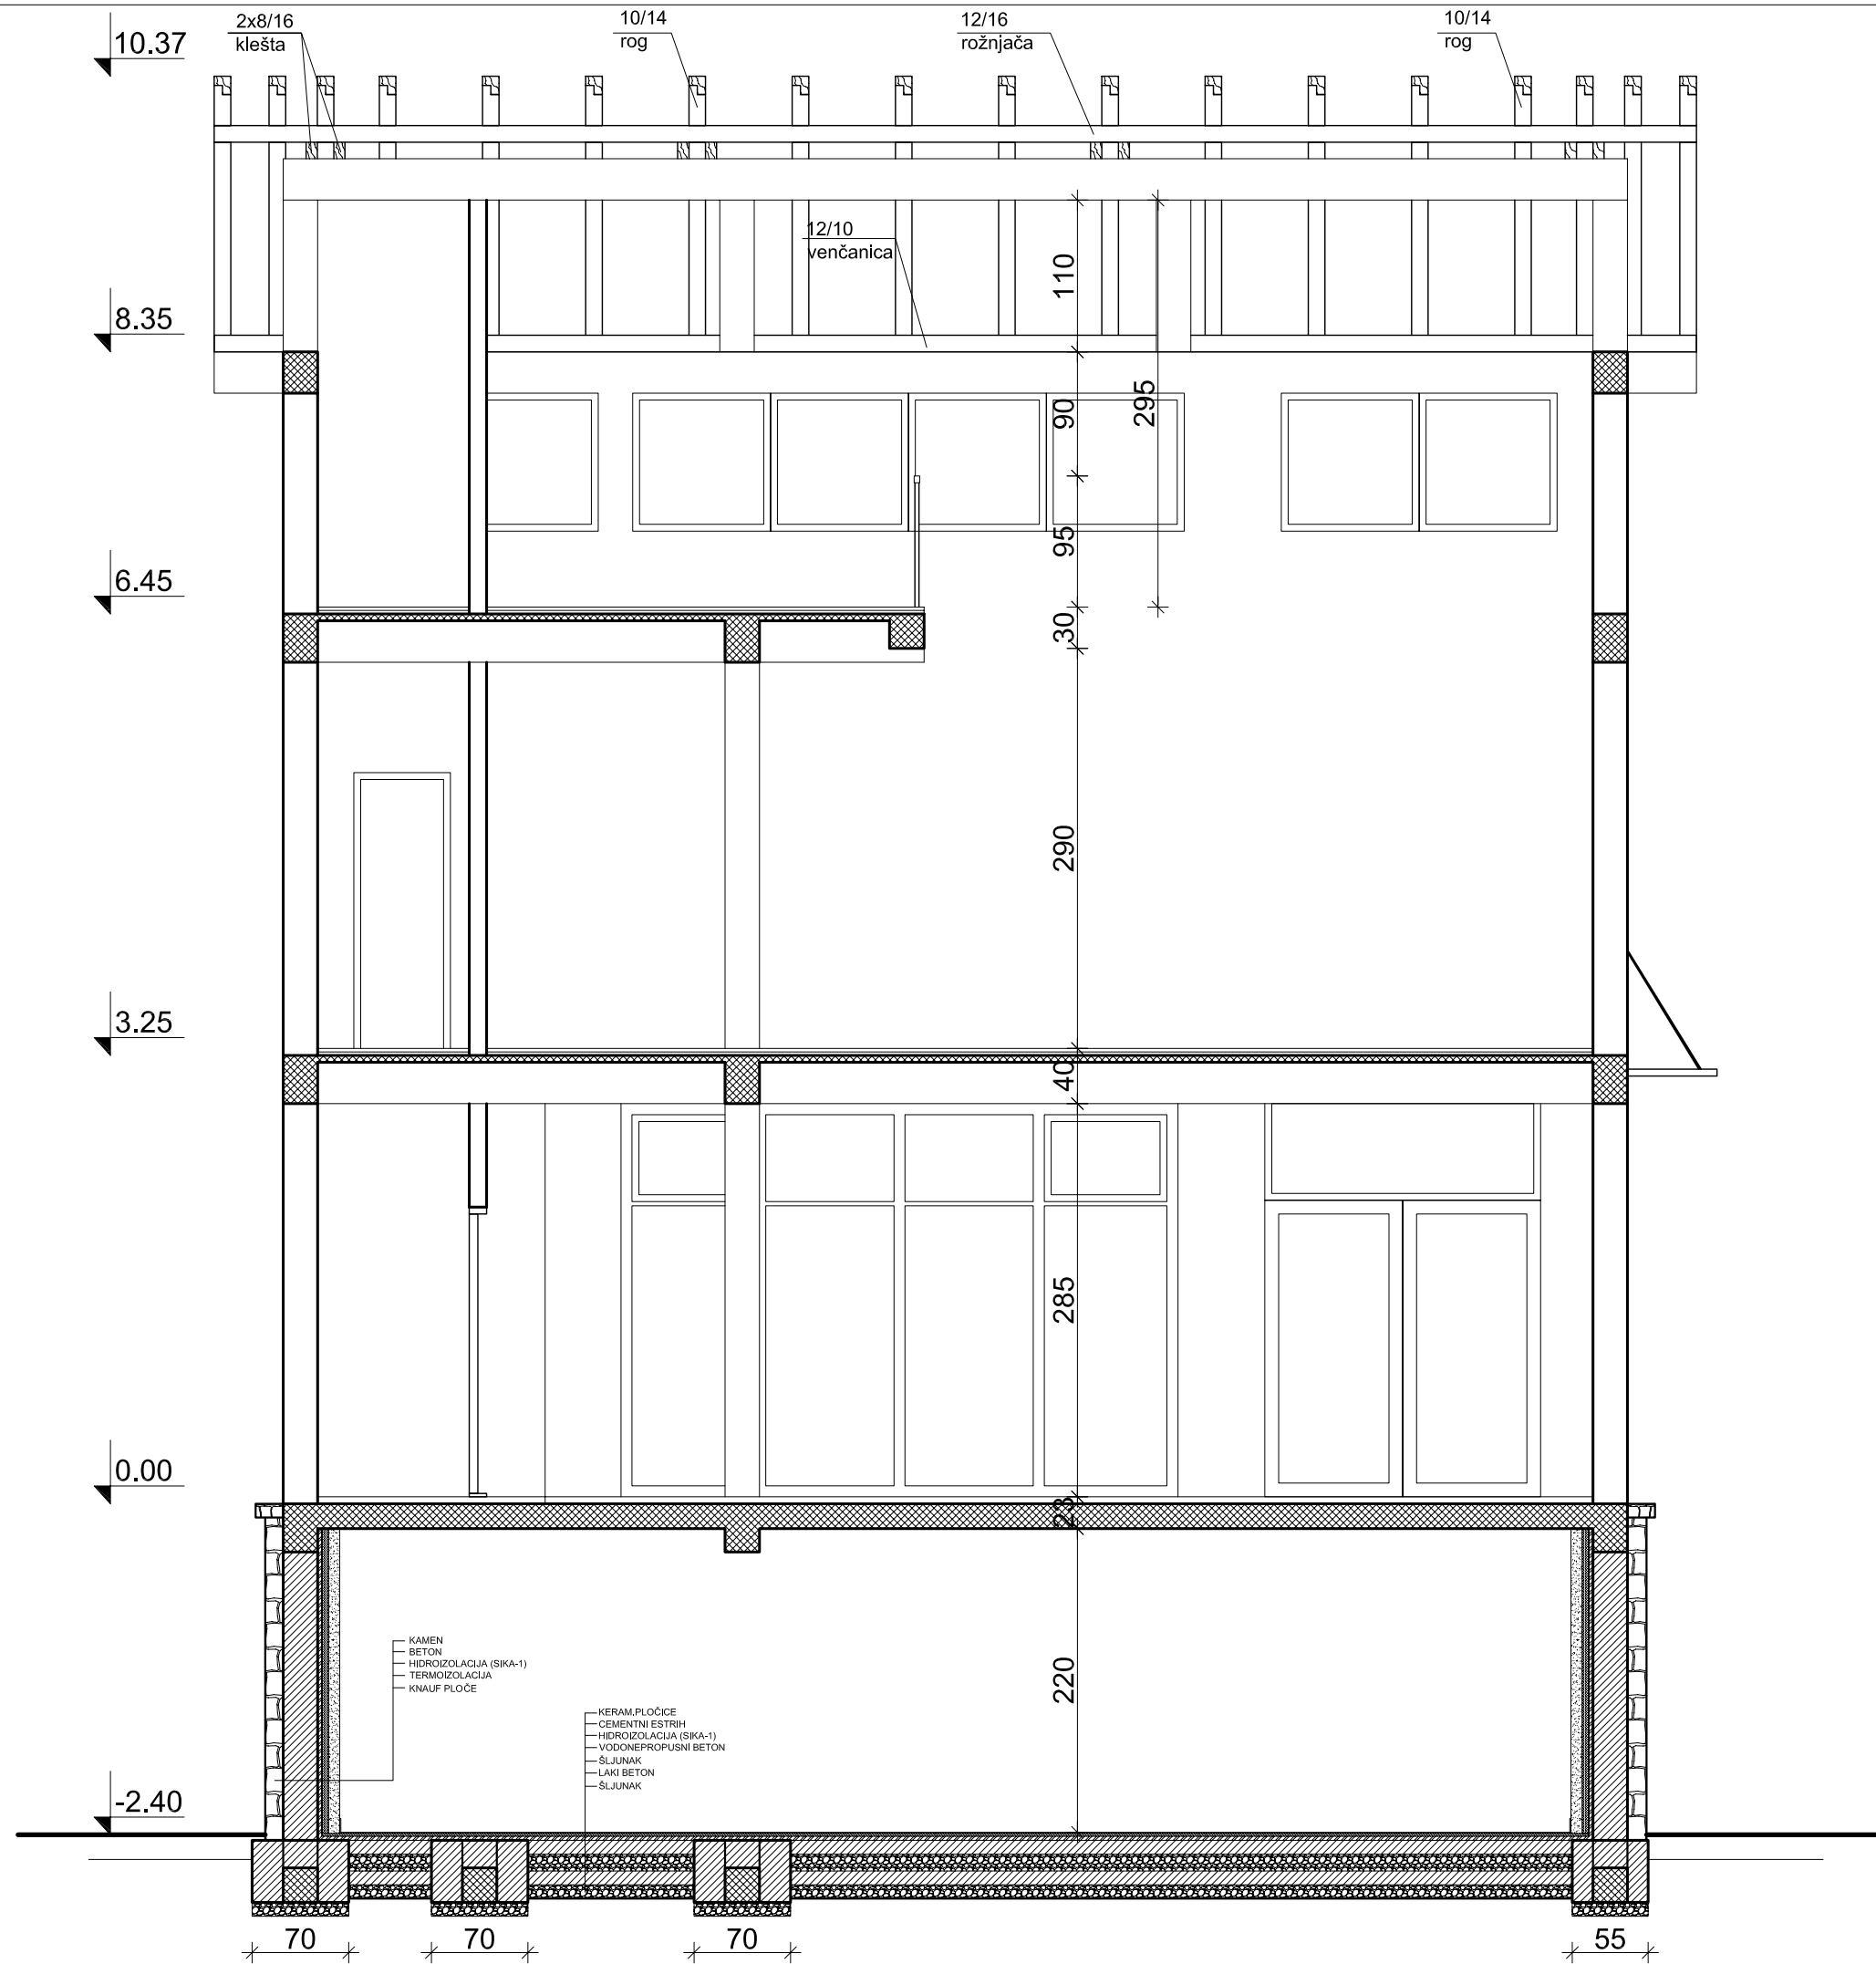 10.37
2x8/16
klešta
10/14
rog
12/16
rožnjača
10/14
rog
12/10
venčanica
110
8.35
90
295
95
6.45
30
290
3.25
40
285
0.00
23
220
KAMEN
BETON
HIDROIZOLACIJA (SIKA-1)
TERMOIZOLACIJA
KNAUF PLOČE
KERAM.PLOČICE
CEMENTNI ESTRIH
HIDROIZOLACIJA (SIKA-1)
VODONEPROPUSNI BETON
ŠLJUNAK
LAKI BETON
ŠLJUNAK
-2.40
70
70
70
55